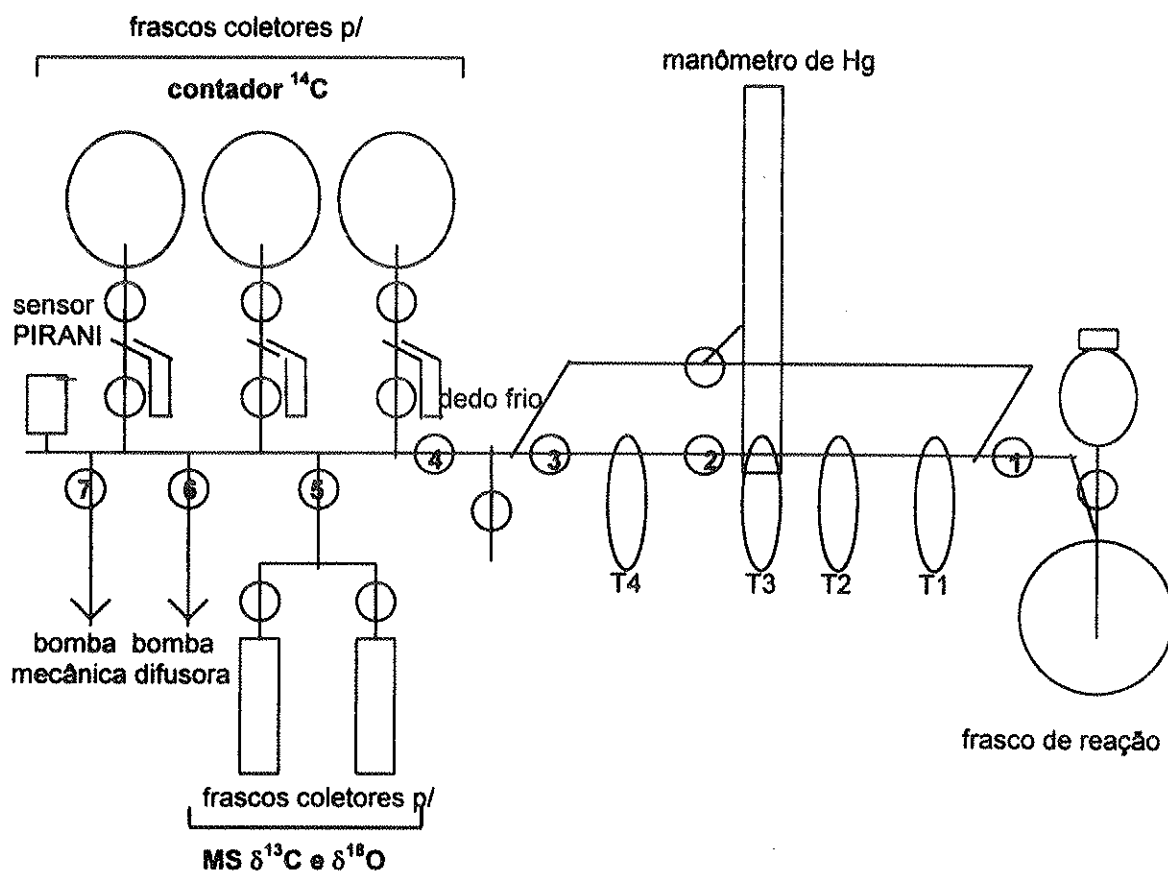 frascos coletores p/
contador ¹⁴C
manômetro de Hg
sensor
PIRANI
dedo frio
7
6
5
4
3
2
1
T4
T3
T2
T1
bomba bomba
mecânica difusora
frasco de reação
frascos coletores p/
MS δ¹³C e δ¹⁸O